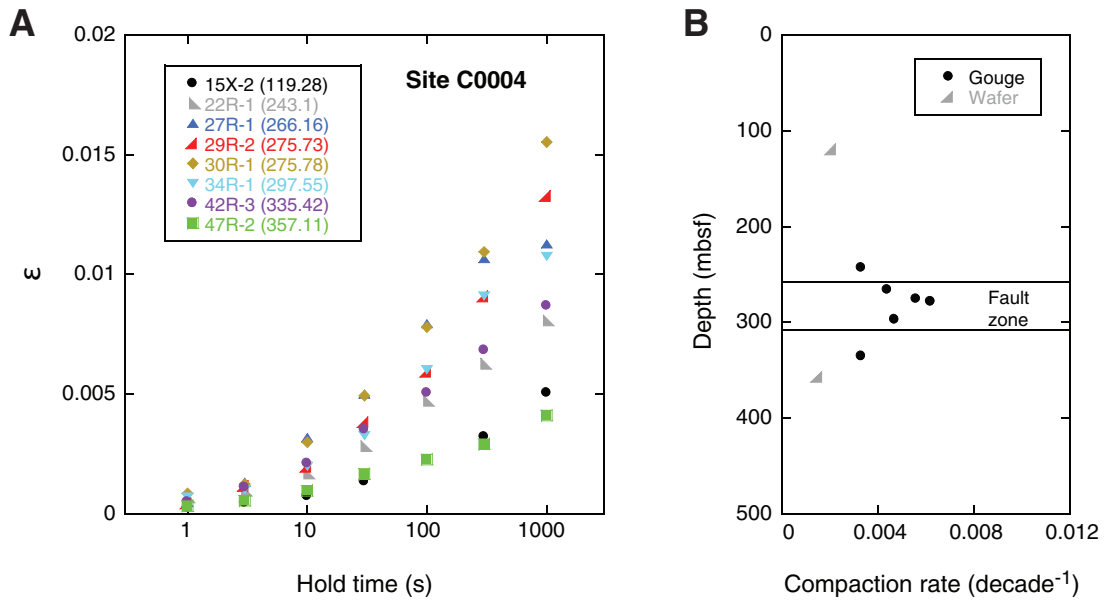 A
0.02
0.015
0.01
0.005
0
ε
Site C0004
15X-2 (119.28)
22R-1 (243.1)
27R-1 (266.16)
29R-2 (275.73)
30R-1 (275.78)
34R-1 (297.55)
42R-3 (335.42)
47R-2 (357.11)
1 10 100 1000
Hold time (s)
B
0
100
200
300
400
500
Depth (mbsf)
Gouge
Wafer
Fault
zone
0 0.004 0.008 0.012
Compaction rate (decade⁻¹)